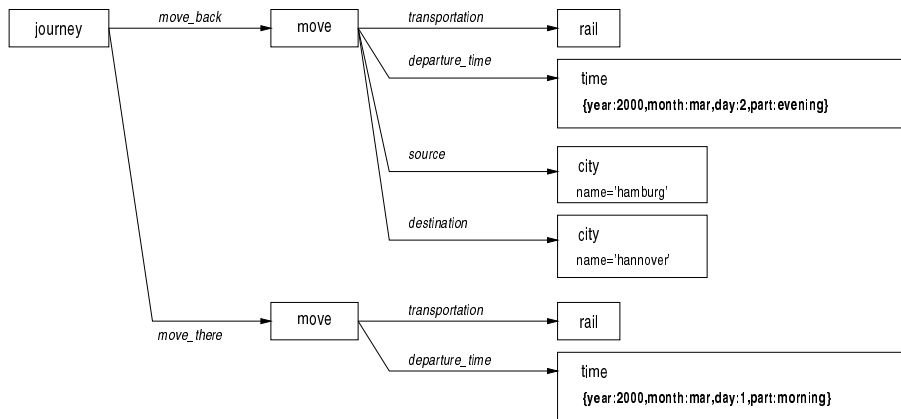 journey
move_back
move
transportation
rail
departure_time
time
{year:2000,month:mar,day:2,part:evening}
source
city
name='hamburg'
destination
city
name='hannover'
move_there
move
transportation
rail
departure_time
time
{year:2000,month:mar,day:1,part:morning}